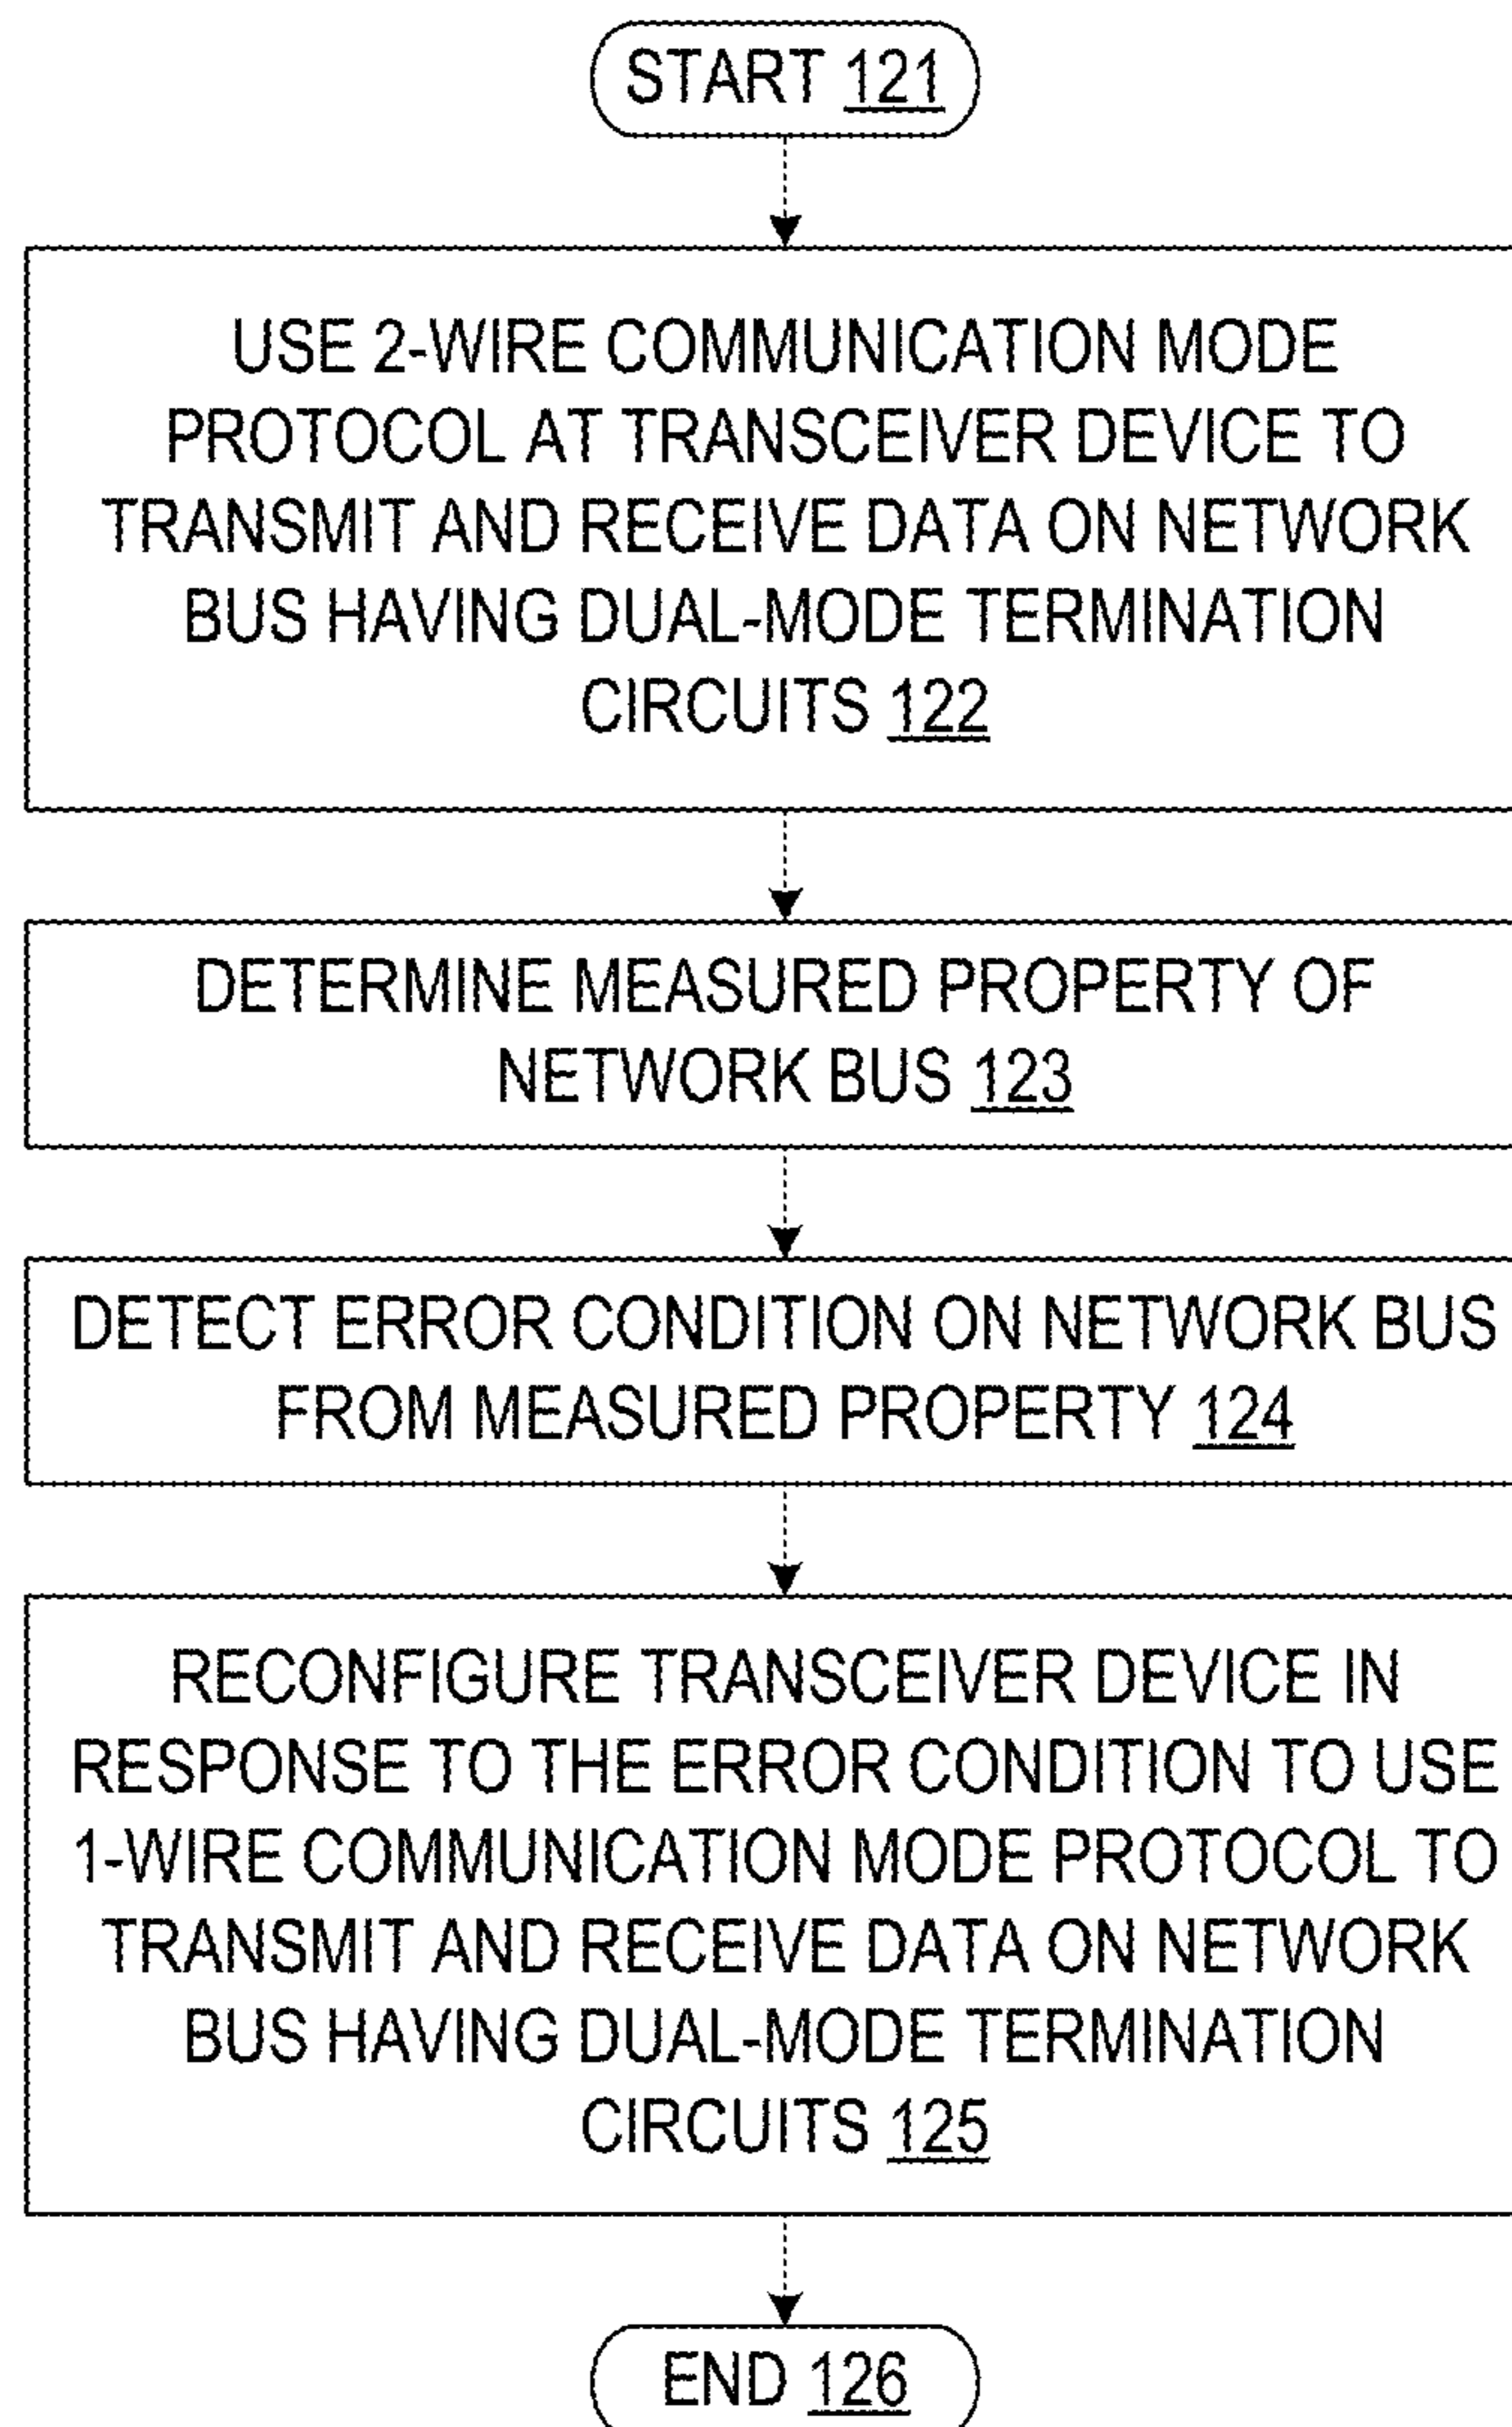 START 121
USE 2-WIRE COMMUNICATION MODE
PROTOCOL AT TRANSCEIVER DEVICE TO
TRANSMIT AND RECEIVE DATA ON NETWORK
BUS HAVING DUAL-MODE TERMINATION
CIRCUITS 122
DETERMINE MEASURED PROPERTY OF
NETWORK BUS 123
DETECT ERROR CONDITION ON NETWORK BUS
FROM MEASURED PROPERTY 124
RECONFIGURE TRANSCEIVER DEVICE IN
RESPONSE TO THE ERROR CONDITION TO USE
1-WIRE COMMUNICATION MODE PROTOCOL TO
TRANSMIT AND RECEIVE DATA ON NETWORK
BUS HAVING DUAL-MODE TERMINATION
CIRCUITS 125
END 126